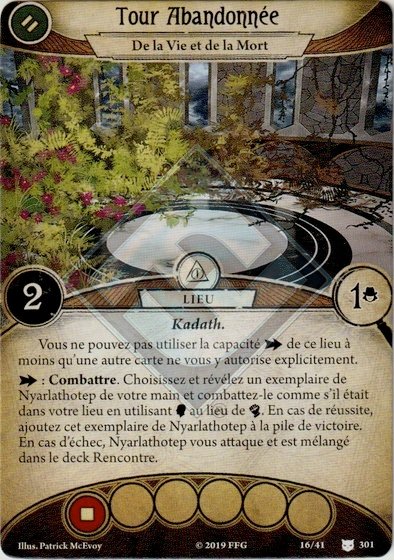 Tour Abandonnée
De la Vie et de la Mort
2
LIEU
1
Kadath.
Vous ne pouvez pas utiliser la capacité de ce lieu à
moins qu'une autre carte ne vous y autorise explicitement.
: Combattre. Choisissez et révélez un exemplaire de
Nyarlathotep de votre main et combattez-le comme s'il était
dans votre lieu en utilisant au lieu de . En cas de réussite,
ajoutez cet exemplaire de Nyarlathotep à la pile de victoire.
En cas d'échec, Nyarlathotep vous attaque et est mélangé
dans le deck Rencontre.
Illus. Patrick McEvoy
© 2019 FFG
16/41
301